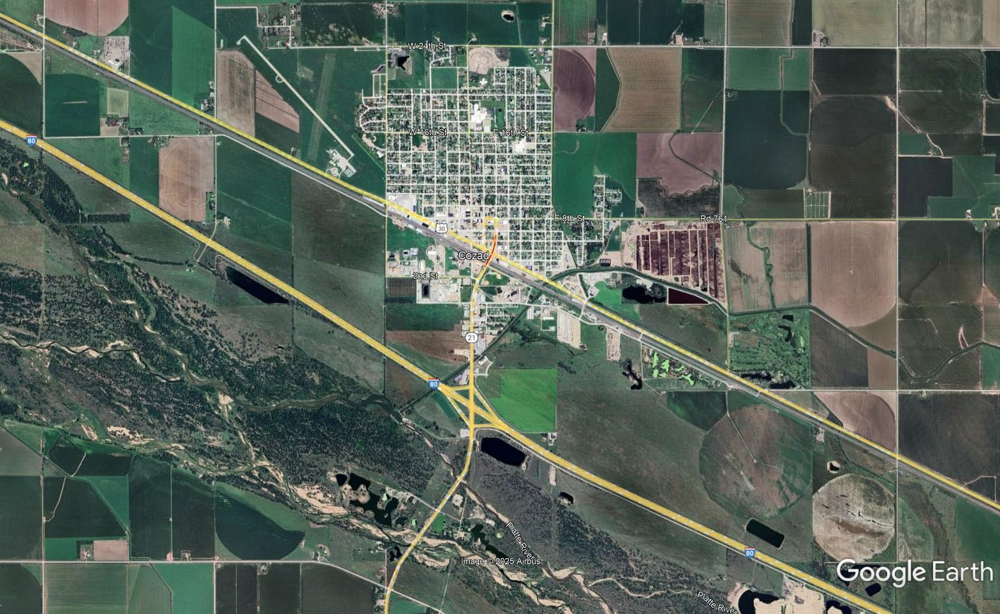 W 24th St
W 16th St
E 16th St
80
30
E 8th St
Rd 761
Cozad
2nd St
21
80
Platte River
80
Image © 2025 Airbus
Google Earth
Platte River